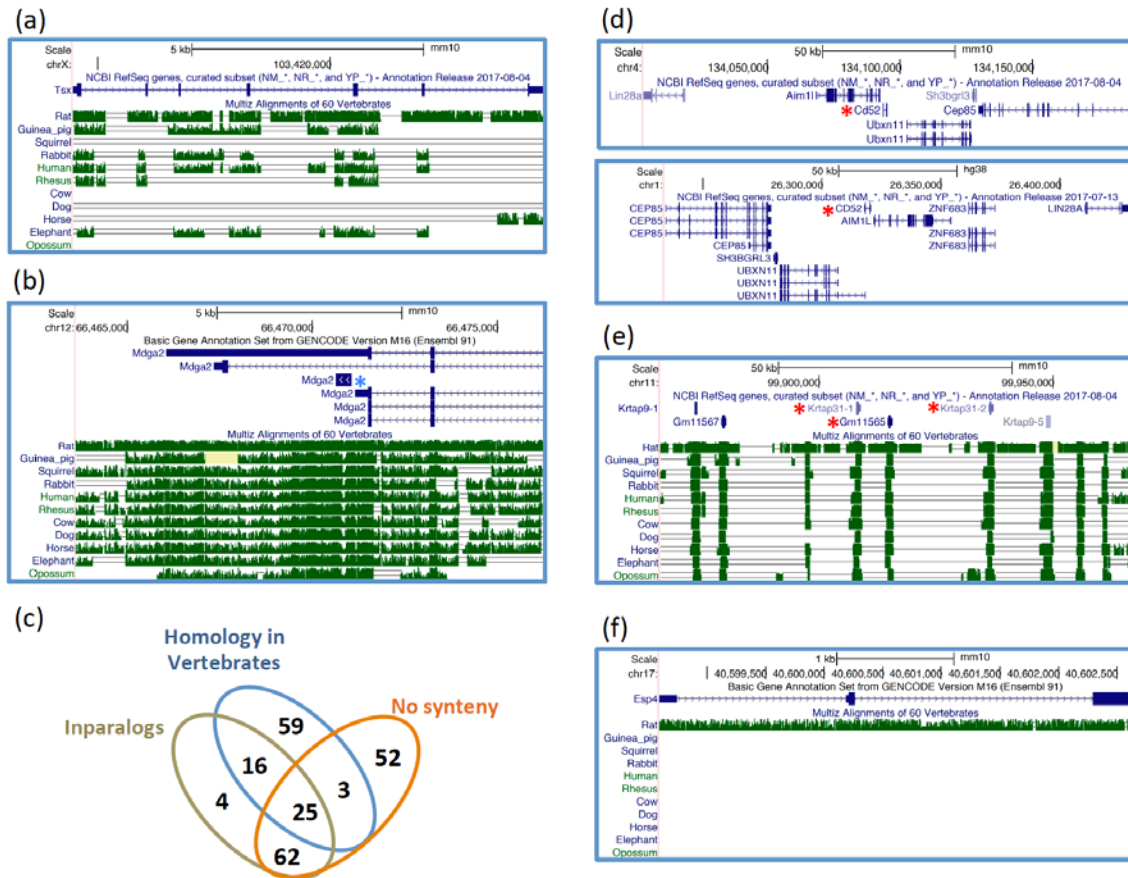 (a)
Scale
5 kb
mm10
chrX:
103,420,000
NCBI RefSeq genes, curated subset (NM_*, NR_*, and YP_*) - Annotation Release 2017-08-04
Tsx
Multiz Alignments of 60 Vertebrates
Rat
Guinea_pig
Squirrel
Rabbit
Human
Rhesus
Cow
Dog
Horse
Elephant
Opossum
(b)
Scale
5 kb
mm10
chr12:
66,465,000
66,470,000
66,475,000
Basic Gene Annotation Set from GENCODE Version M16 (Ensembl 91)
Mdga2
Mdga2
Mdga2 *
Mdga2
Mdga2
Mdga2
Multiz Alignments of 60 Vertebrates
Rat
Guinea_pig
Squirrel
Rabbit
Human
Rhesus
Cow
Dog
Horse
Elephant
Opossum
(c)
Homology in
Vertebrates
Inparalogs
No synteny
59
52
16
3
4
25
62
(d)
Scale
50 kb
mm10
chr4:
134,050,000
134,100,000
134,150,000
NCBI RefSeq genes, curated subset (NM_*, NR_*, and YP_*) - Annotation Release 2017-08-04
Lin28a
Aim1l
Sh3bgrl3
* Cd52
Cep85
Ubxn11
Ubxn11
Scale
50 kb
hg38
chr1:
26,300,000
26,350,000
26,400,000
NCBI RefSeq genes, curated subset (NM_*, NR_*, and YP_*) - Annotation Release 2017-07-13
CEP85
* CD52
ZNF683
LIN28A
CEP85
AIM1L
ZNF683
CEP85
ZNF683
CEP85
ZNF683
SH3BGRL3
UBXN11
UBXN11
UBXN11
(e)
Scale
50 kb
mm10
chr11:
99,900,000
99,950,000
NCBI RefSeq genes, curated subset (NM_*, NR_*, and YP_*) - Annotation Release 2017-08-04
Krtap9-1
* Krtap31-1
* Krtap31-2
Gm11567
* Gm11565
Krtap9-5
Multiz Alignments of 60 Vertebrates
Rat
Guinea_pig
Squirrel
Rabbit
Human
Rhesus
Cow
Dog
Horse
Elephant
Opossum
(f)
Scale
1 kb
mm10
chr17:
40,599,500
40,600,000
40,600,500
40,601,000
40,601,500
40,602,000
40,602,500
Basic Gene Annotation Set from GENCODE Version M16 (Ensembl 91)
Esp4
Multiz Alignments of 60 Vertebrates
Rat
Guinea_pig
Squirrel
Rabbit
Human
Rhesus
Cow
Dog
Horse
Elephant
Opossum